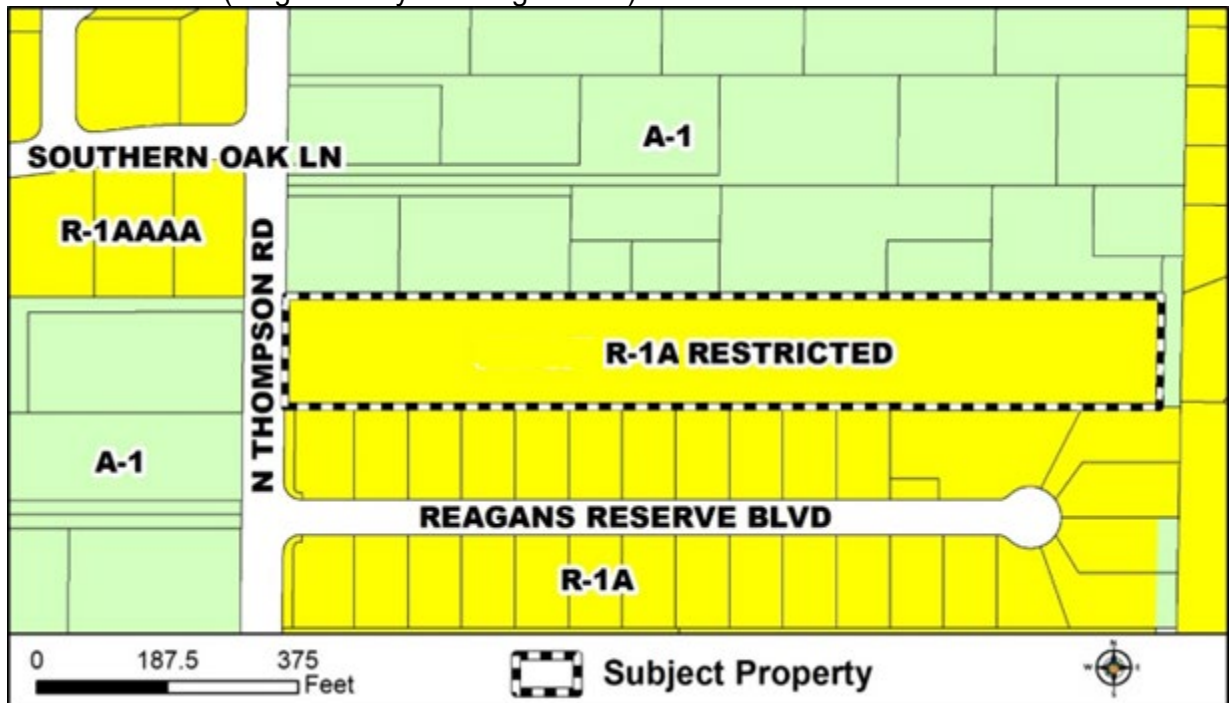 A-1
SOUTHERN OAK LN
R-1AAAA
N THOMPSON RD
R-1A RESTRICTED
A-1
REAGANS RESERVE BLVD
R-1A
0 187.5 375
Feet
Subject Property
N
W E
S